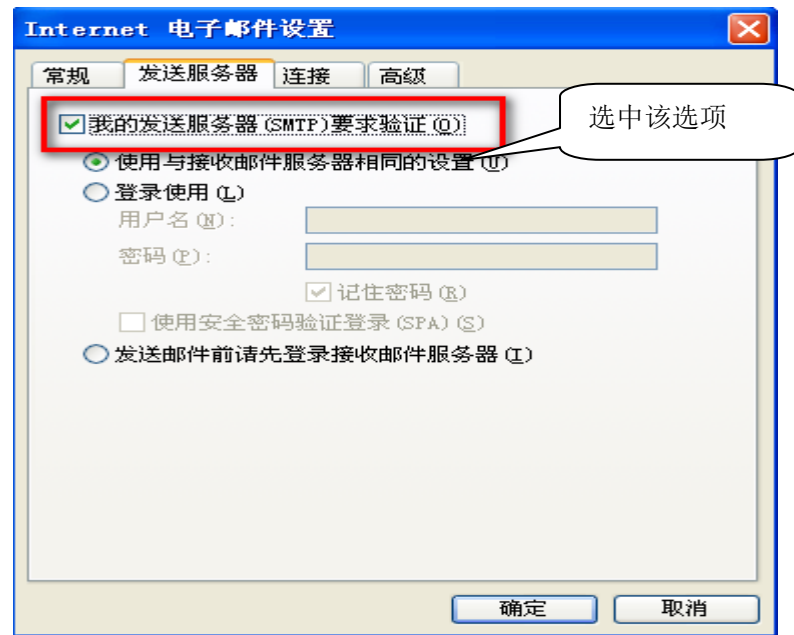 Internet 电子邮件设置
常规 发送服务器 连接 高级
我的发送服务器(SMTP)要求验证(O)
选中该选项
使用与接收邮件服务器相同的设置(U)
登录使用(L)
用户名(N):
密码(P):
记住密码(R)
使用安全密码验证登录(SPA)(S)
发送邮件前请先登录接收邮件服务器(I)
确定 取消